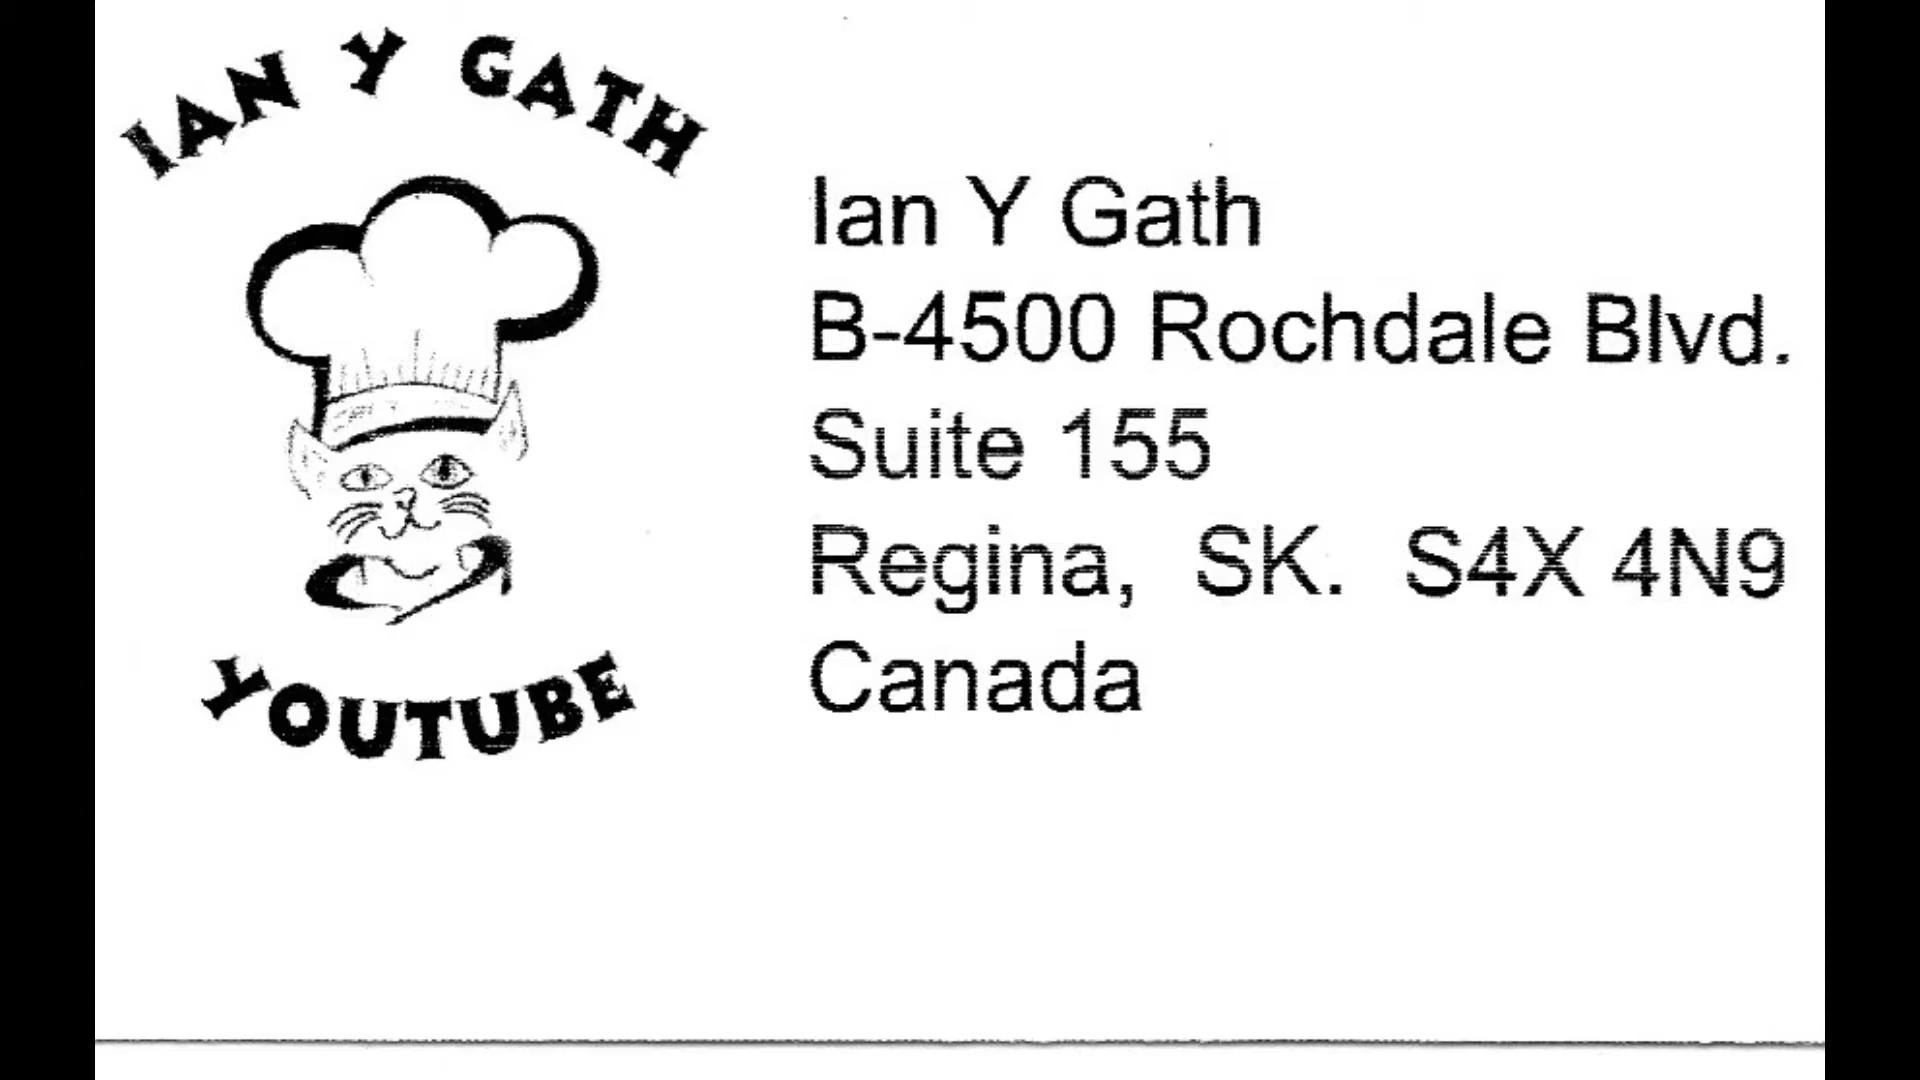 IAN Y GATH
YOUTUBE
Ian Y Gath
B-4500 Rochdale Blvd.
Suite 155
Regina, SK. S4X 4N9
Canada